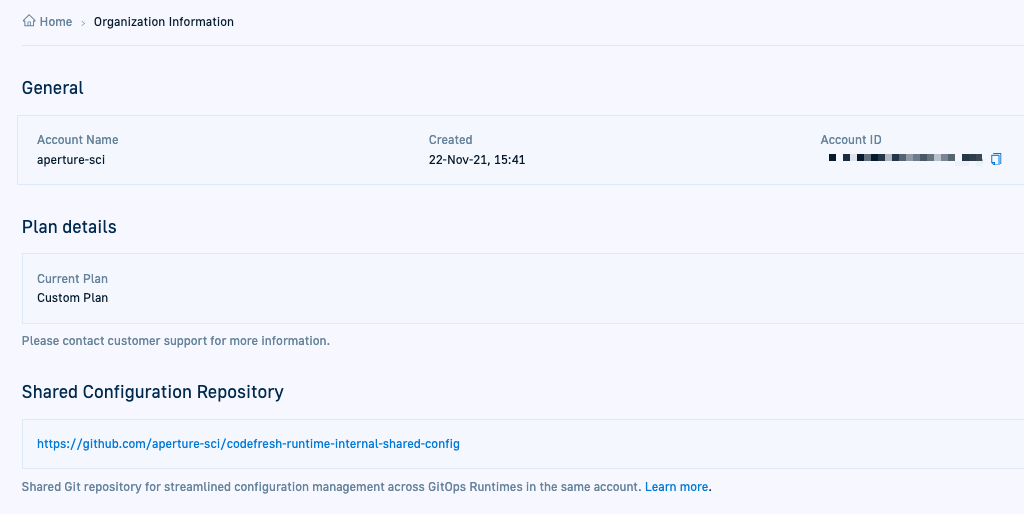 Home > Organization Information
General
Account Name Created Account ID
aperture-sci 22-Nov-21, 15:41
Plan details
Current Plan
Custom Plan
Please contact customer support for more information.
Shared Configuration Repository
https://github.com/aperture-sci/codefresh-runtime-internal-shared-config
Shared Git repository for streamlined configuration management across GitOps Runtimes in the same account. Learn more.